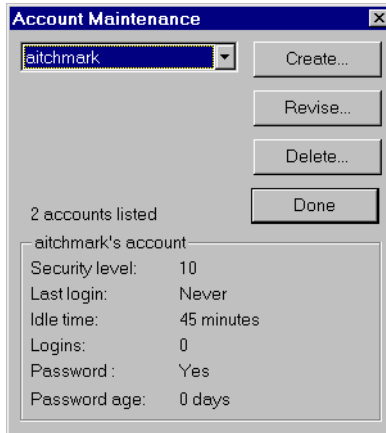 Account Maintenance
aitchmark
Create...
Revise...
Delete...
Done
2 accounts listed
aitchmark's account
Security level: 10
Last login: Never
Idle time: 45 minutes
Logins: 0
Password : Yes
Password age: 0 days